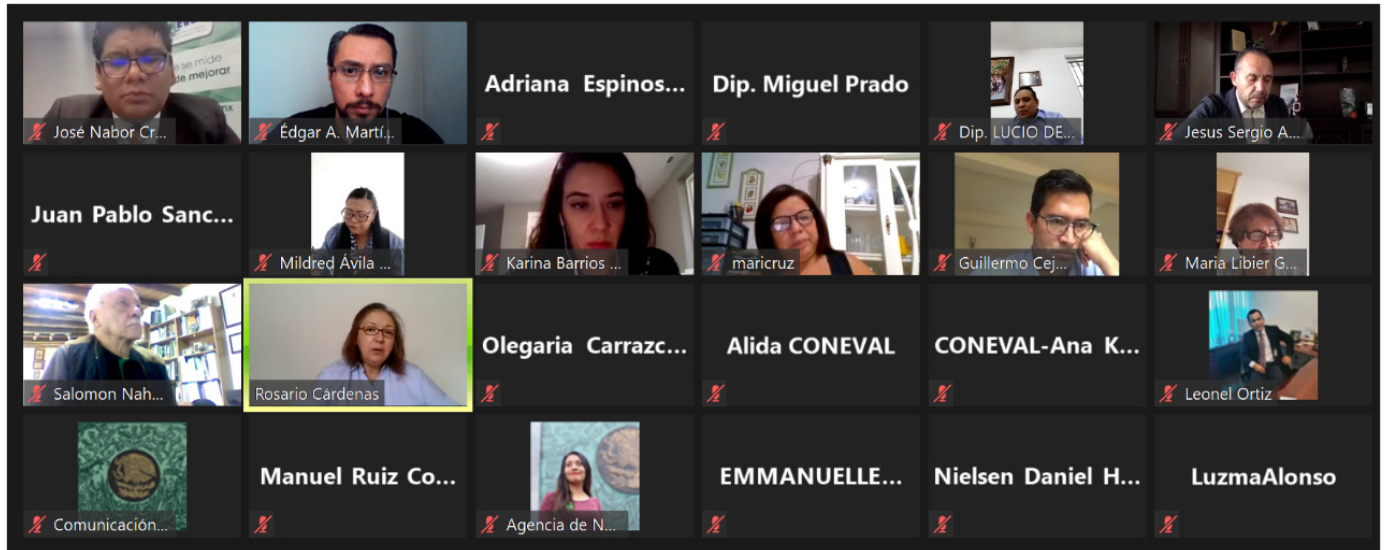 se mide
de mejorar
José Nabor Cr...
Édgar A. Martí...
Adriana Espinos...
Dip. Miguel Prado
Dip. LUCIO DE...
Jesus Sergio A...
Juan Pablo Sanc...
Mildred Ávila ...
Karina Barrios ...
maricruz
Guillermo Cej...
Maria Libier G...
Salomon Nah...
Rosario Cárdenas
Olegaria Carrazc...
Alida CONEVAL
CONEVAL-Ana K...
Leonel Ortiz
Comunicación...
Manuel Ruiz Co...
Agencia de N...
EMMANUELLE...
Nielsen Daniel H...
LuzmaAlonso